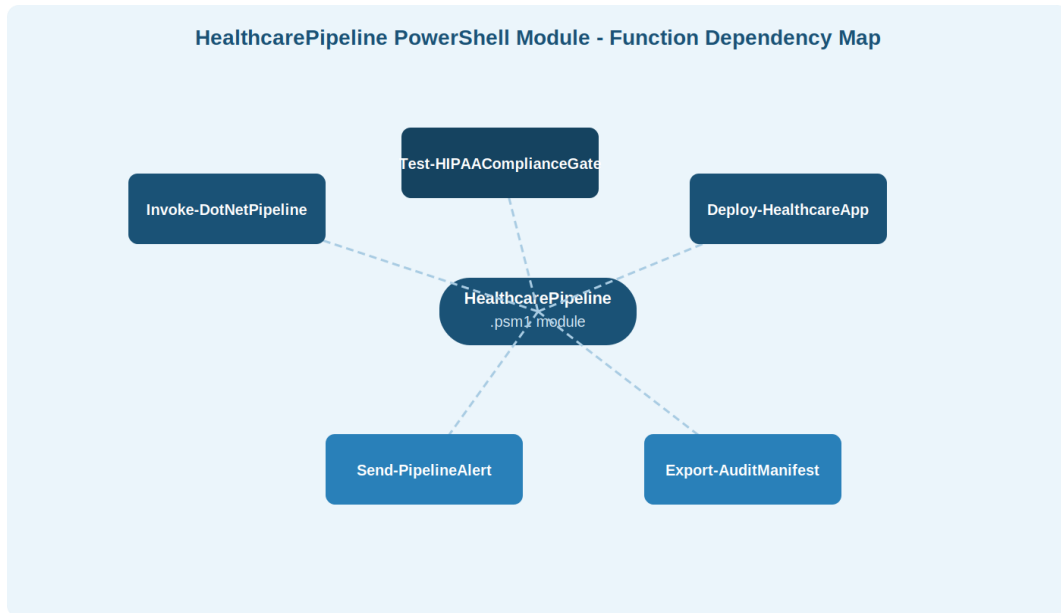 HealthcarePipeline PowerShell Module - Function Dependency Map
Test-HIPAAComplianceGate
Invoke-DotNetPipeline
Deploy-HealthcareApp
HealthcarePipeline
.psm1 module
Send-PipelineAlert
Export-AuditManifest